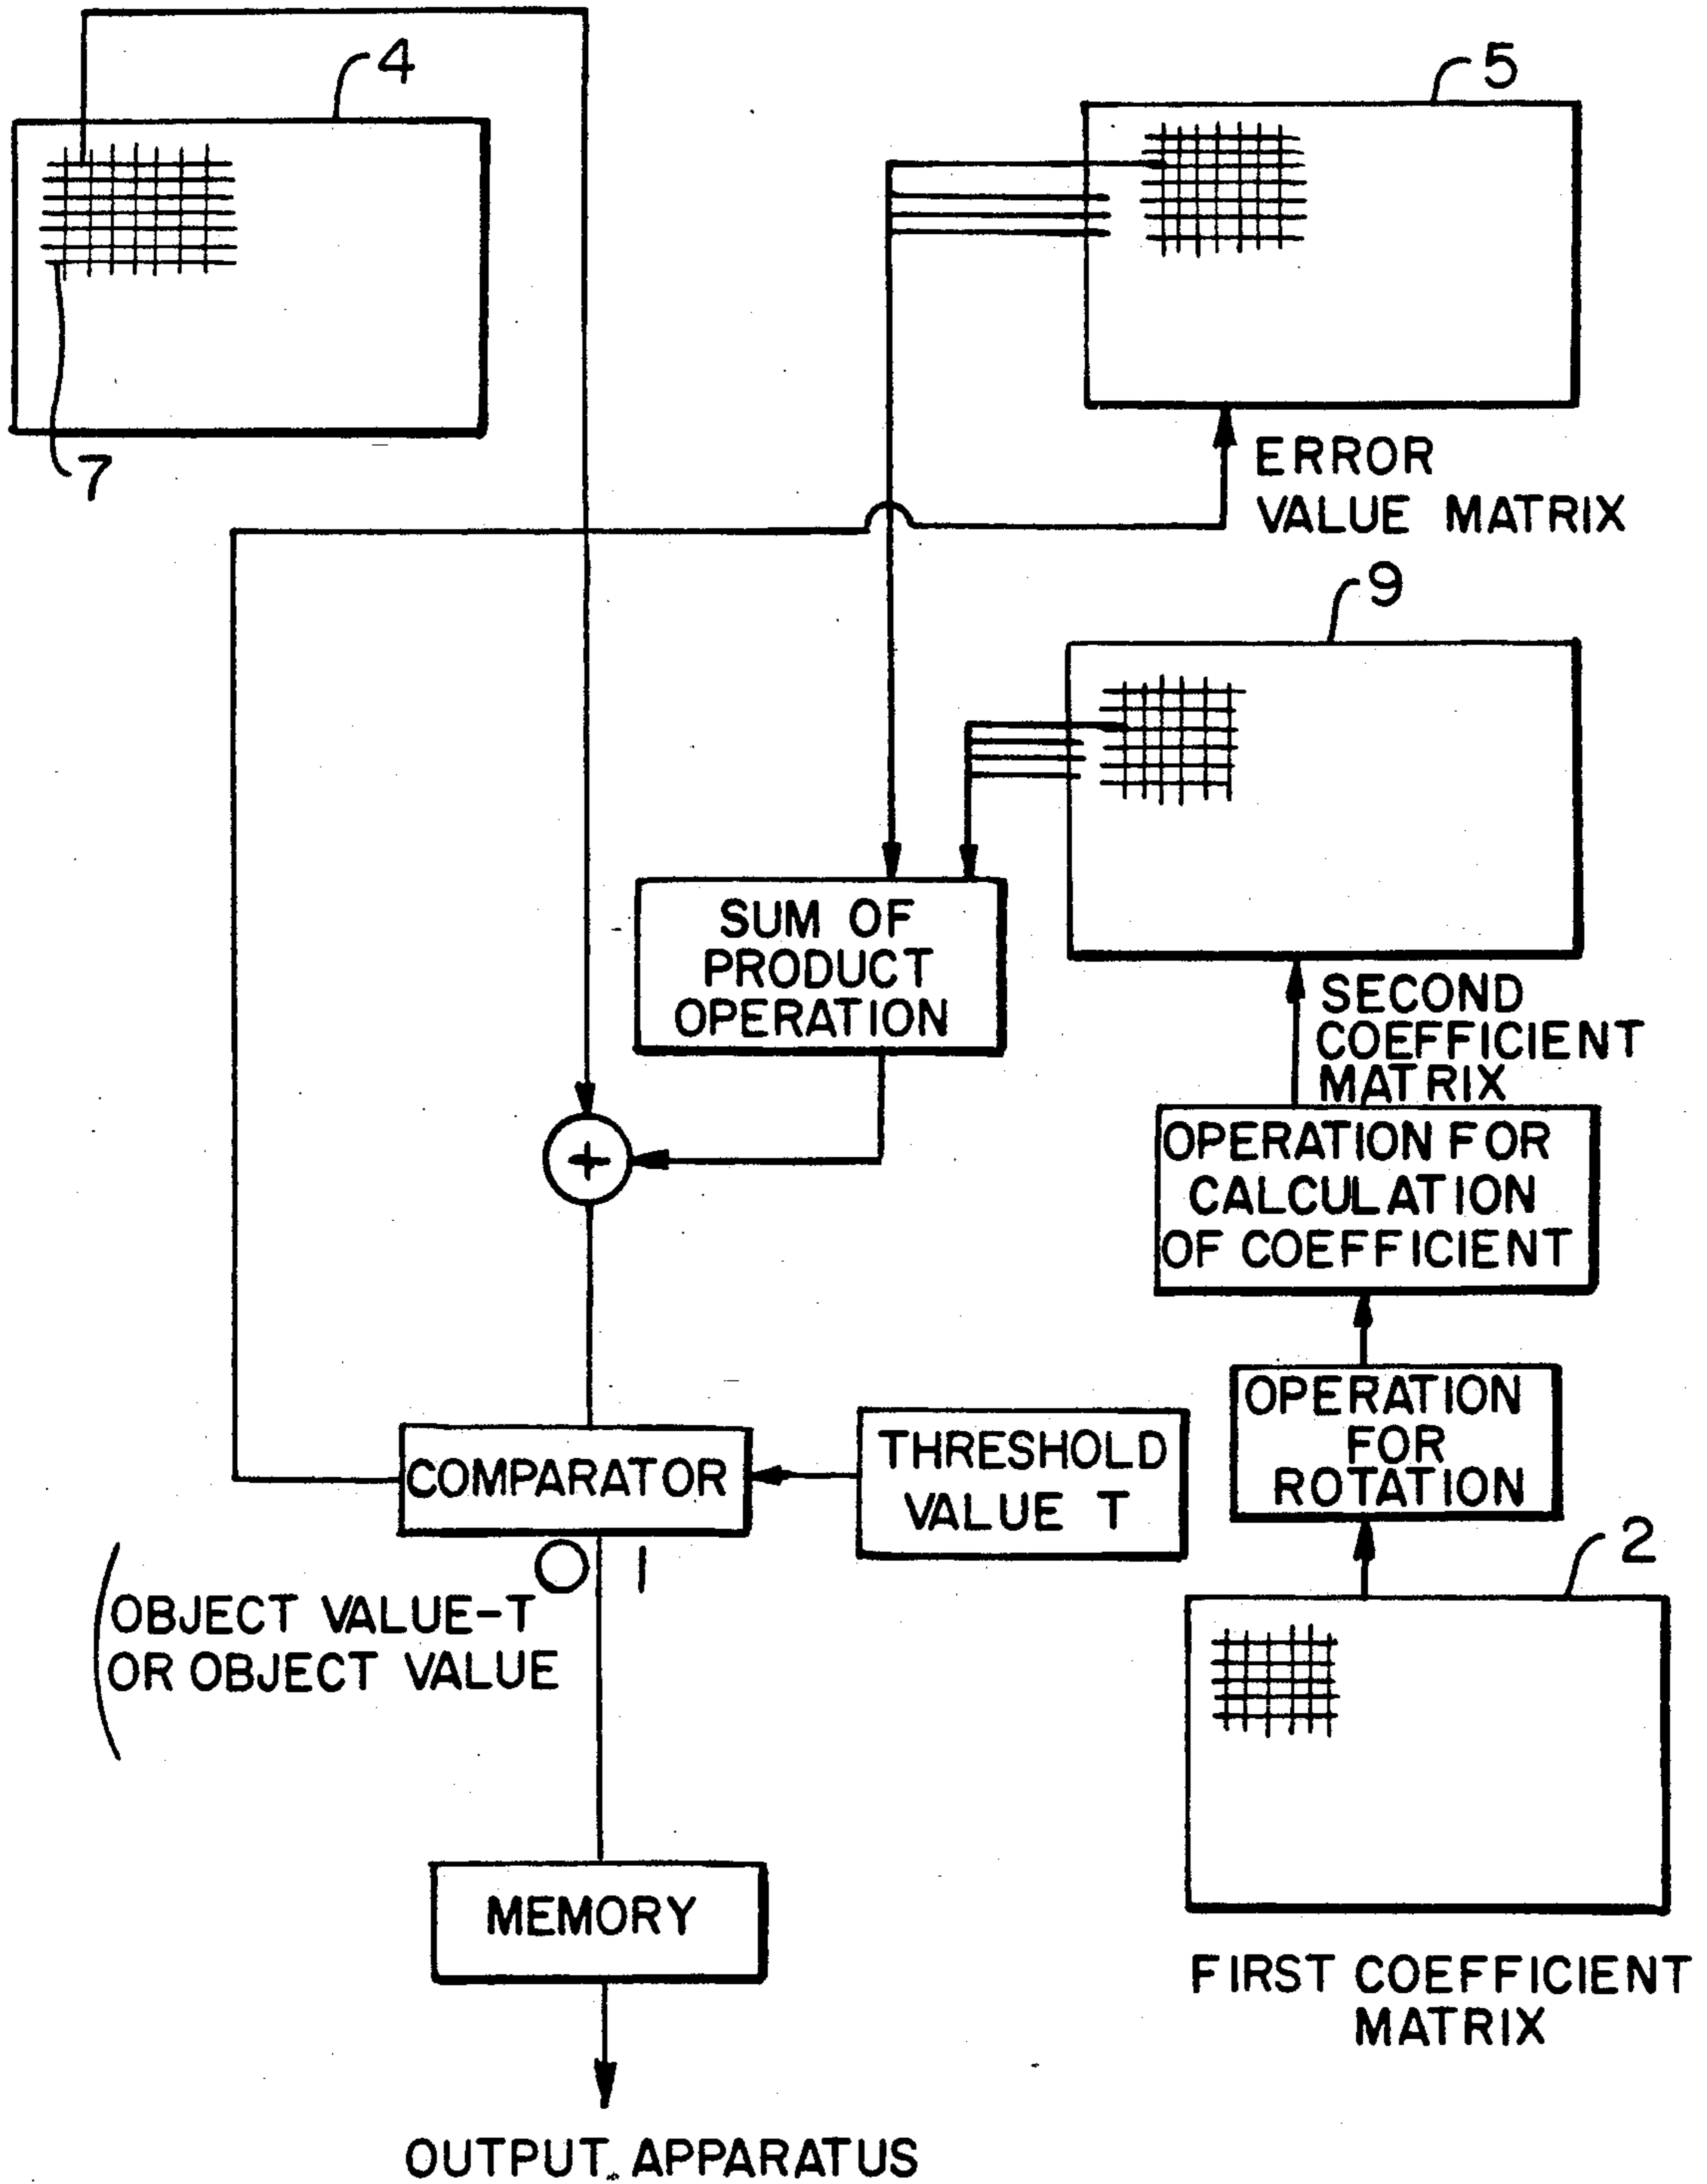 4
5
7
ERROR
VALUE MATRIX
9
SUM OF
PRODUCT
OPERATION
SECOND
COEFFICIENT
MATRIX
+
OPERATION FOR
CALCULATION
OF COEFFICIENT
OPERATION
FOR
ROTATION
COMPARATOR
THRESHOLD
VALUE T
0 1
(OBJECT VALUE-T
OR OBJECT VALUE
2
MEMORY
FIRST COEFFICIENT
MATRIX
OUTPUT APPARATUS